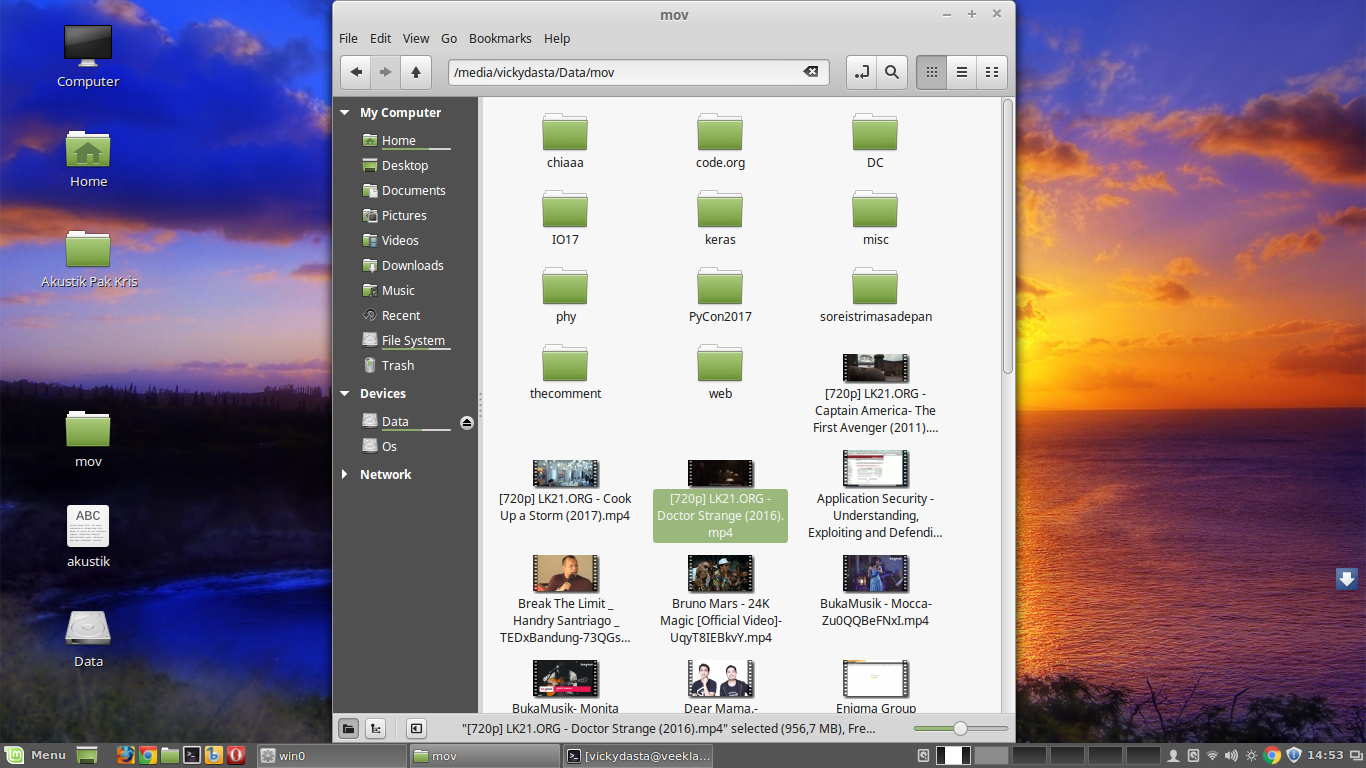 mov
File Edit View Go Bookmarks Help
/media/vickydasta/Data/mov
Computer
Home
Akustik Pak Kris
mov
ABC
akustik
Data
My Computer
Home
Desktop
Documents
Pictures
Videos
Downloads
Music
Recent
File System
Trash
Devices
Data
Os
Network
chiaaa
code.org
DC
IO17
keras
misc
phy
PyCon2017
soreistrimasadepan
thecomment
web
[720p] LK21.ORG -
Captain America- The
First Avenger (2011)....
[720p] LK21.ORG - Cook
Up a Storm (2017).mp4
[720p] LK21.ORG -
Doctor Strange (2016).
mp4
Application Security -
Understanding,
Exploiting and Defendi...
Break The Limit _
Handry Santriago _
TEDxBandung-73QGs...
Bruno Mars - 24K
Magic [Official Video]-
UqyT8IEBkvY.mp4
BukaMusik - Mocca-
Zu0QQBeFNxI.mp4
BukaMusik- Monita
Dear Mama.-
Enigma Group
"[720p] LK21.ORG - Doctor Strange (2016).mp4" selected (956,7 MB), Fre...
Menu
win0
mov
[vickydasta@veekla...
14:53